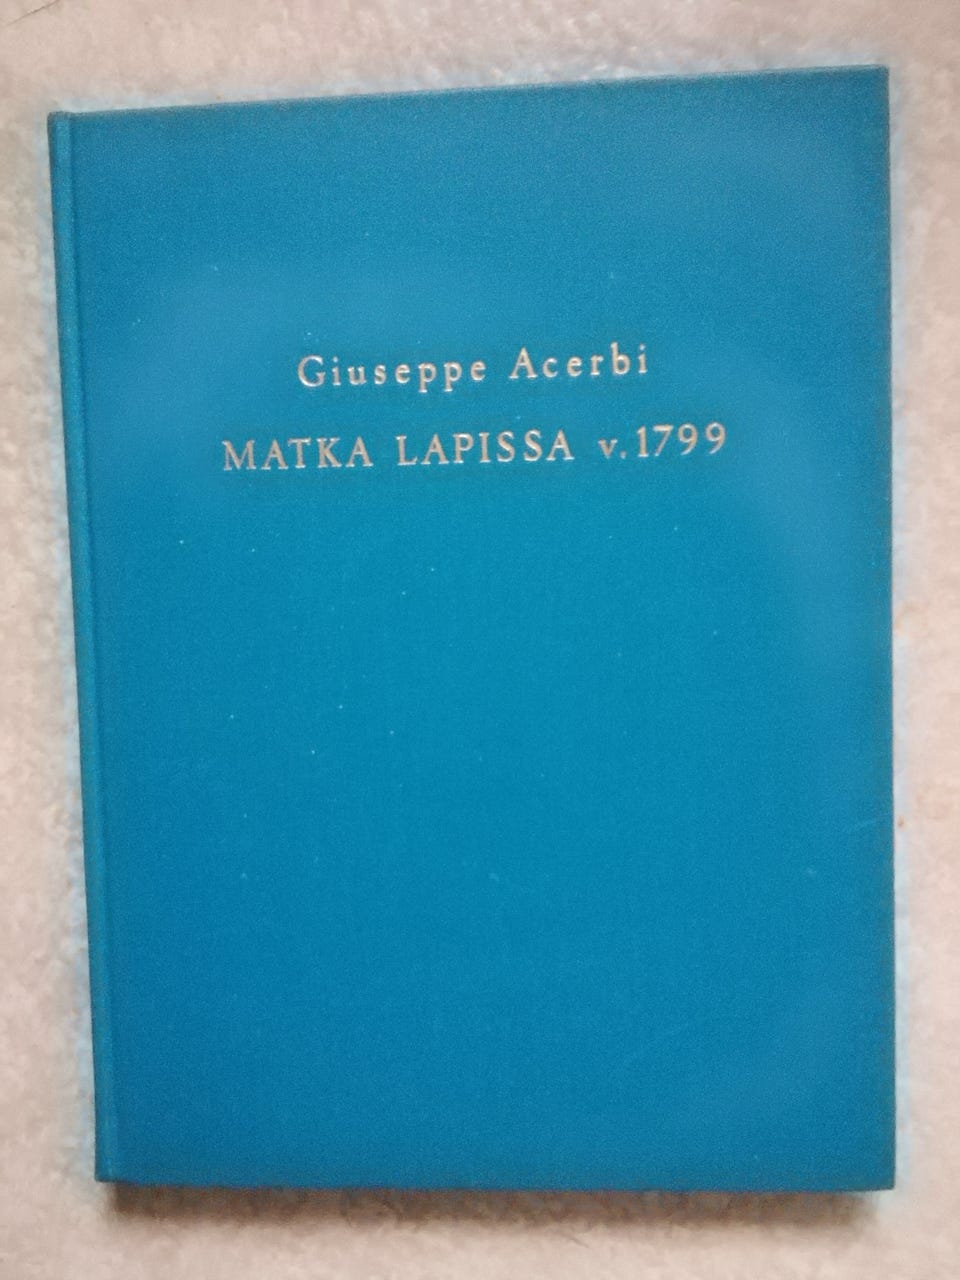 Giuseppe Acerbi
MATKA LAPISSA v. 1799